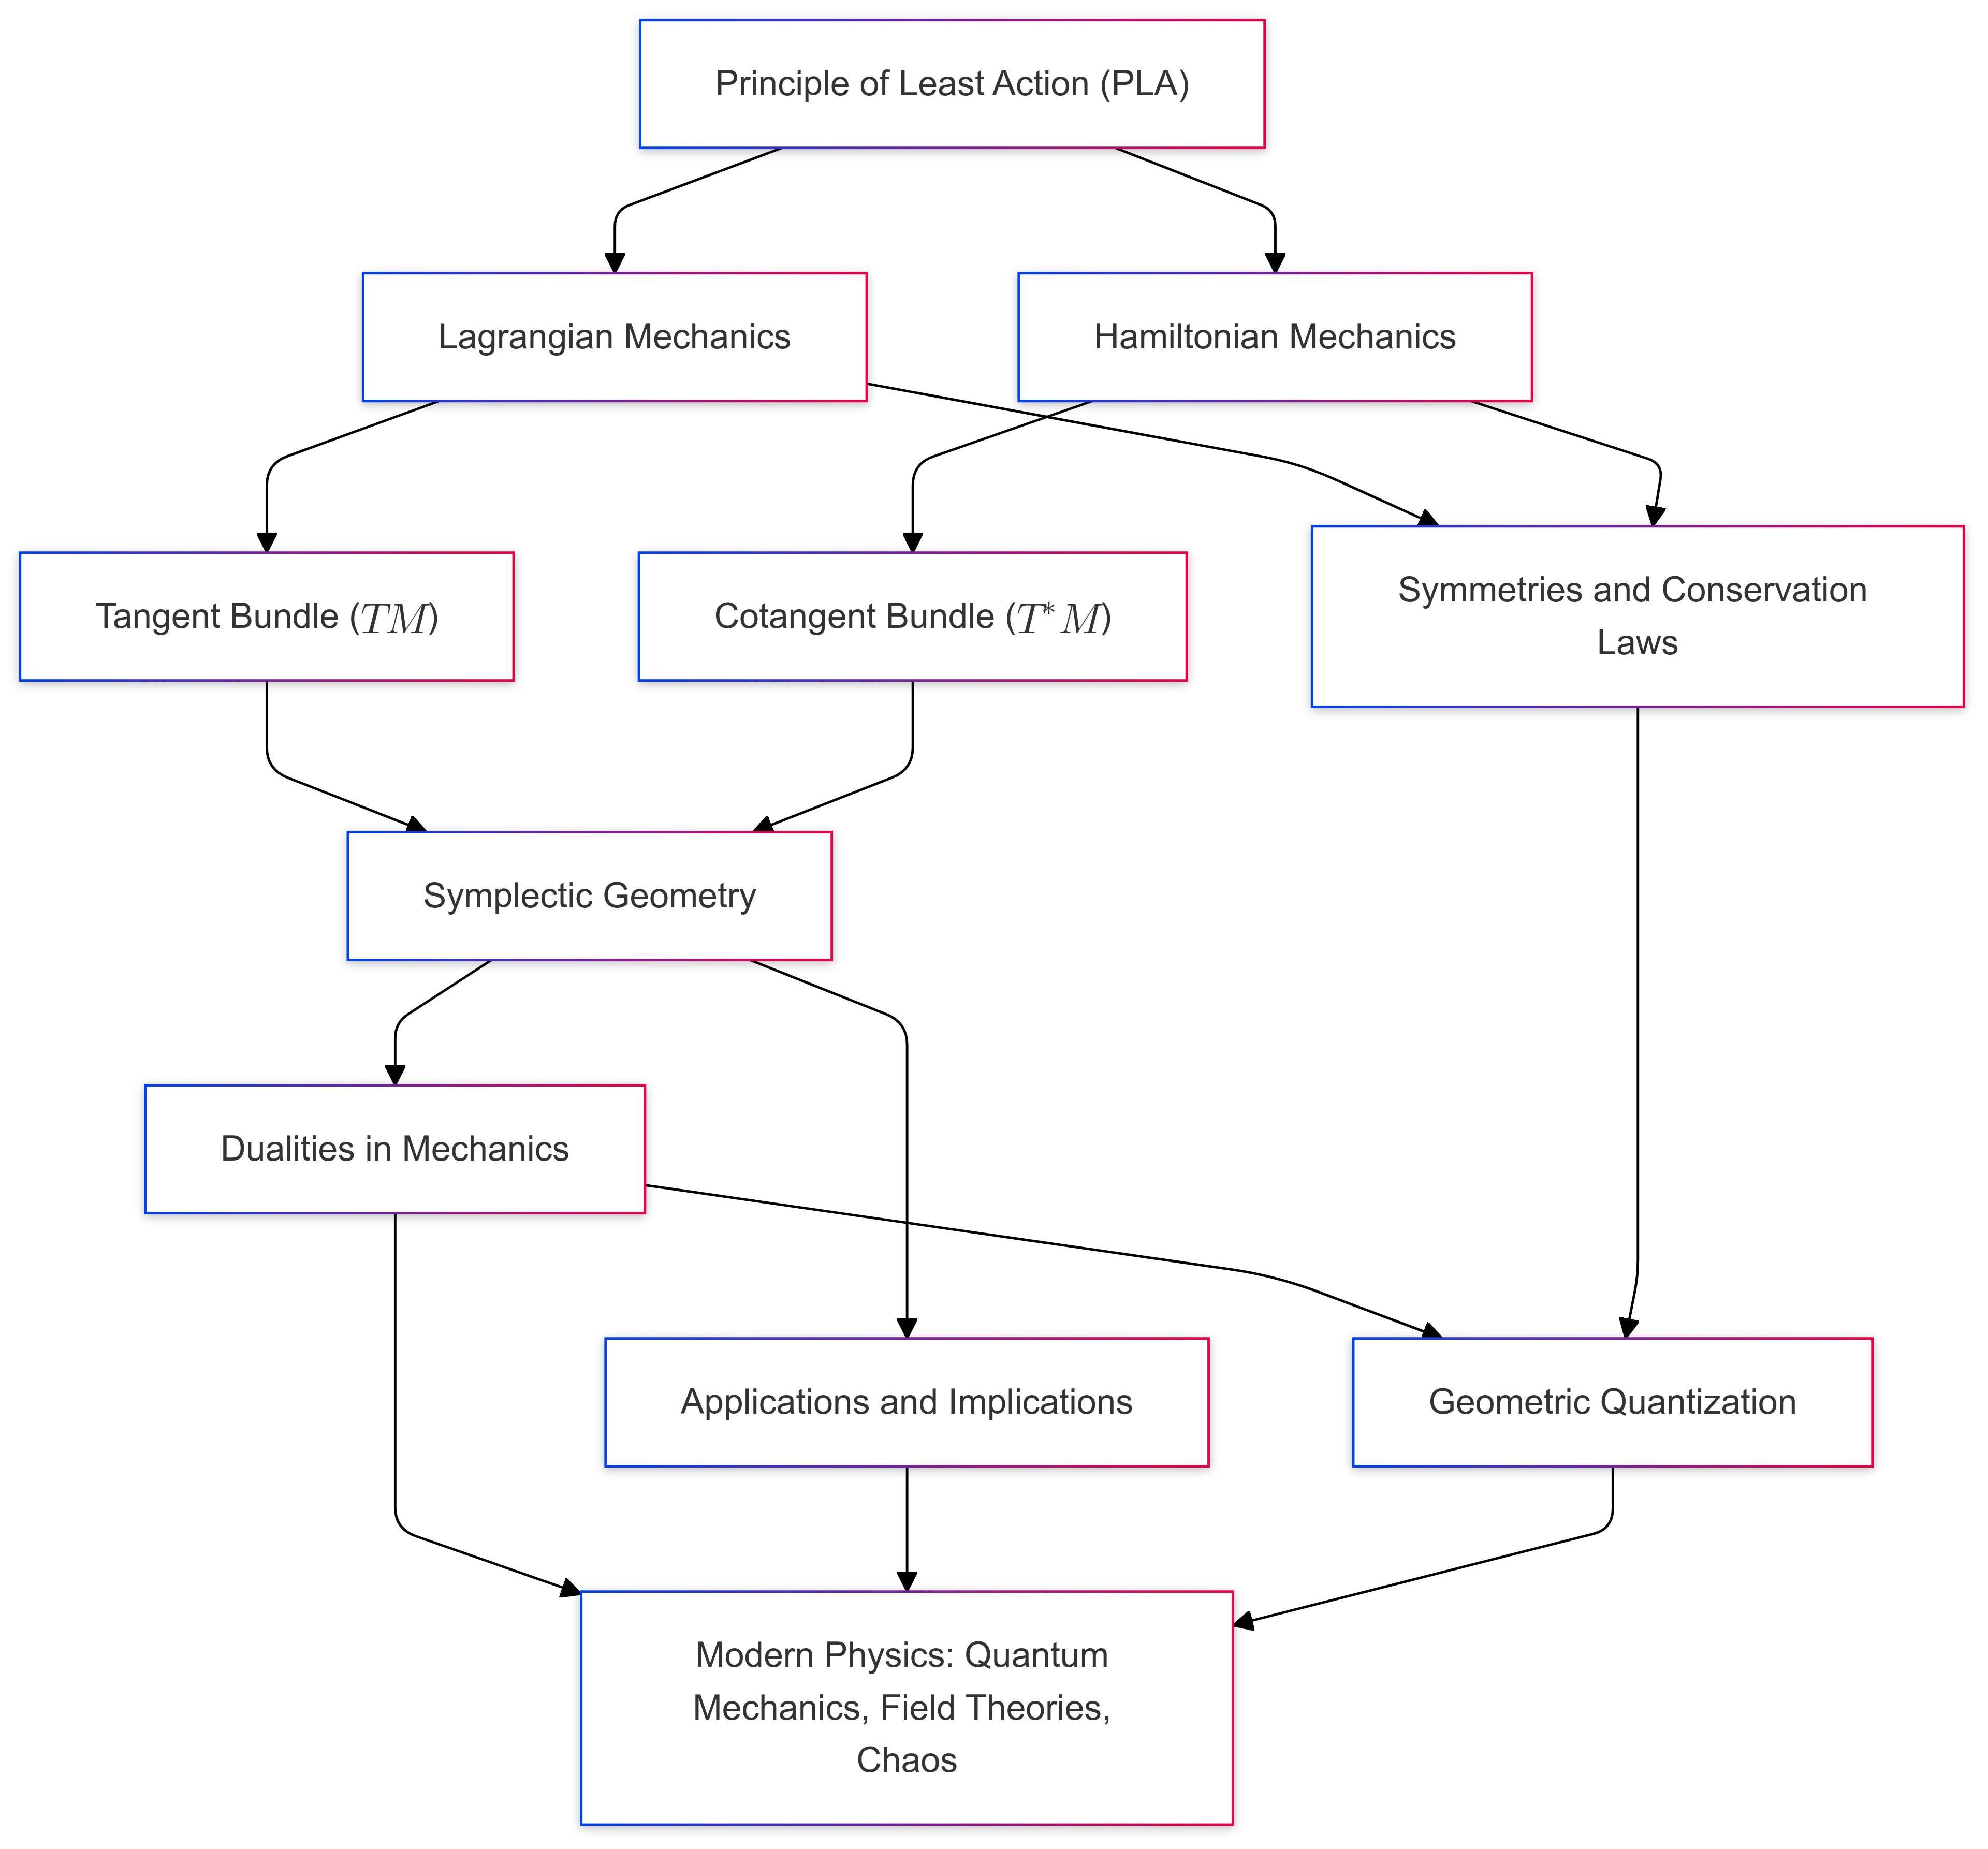 Principle of Least Action (PLA)
Lagrangian Mechanics
Hamiltonian Mechanics
Tangent Bundle (TM)
Cotangent Bundle (T*M)
Symmetries and Conservation
Laws
Symplectic Geometry
Dualities in Mechanics
Applications and Implications
Geometric Quantization
Modern Physics: Quantum
Mechanics, Field Theories,
Chaos